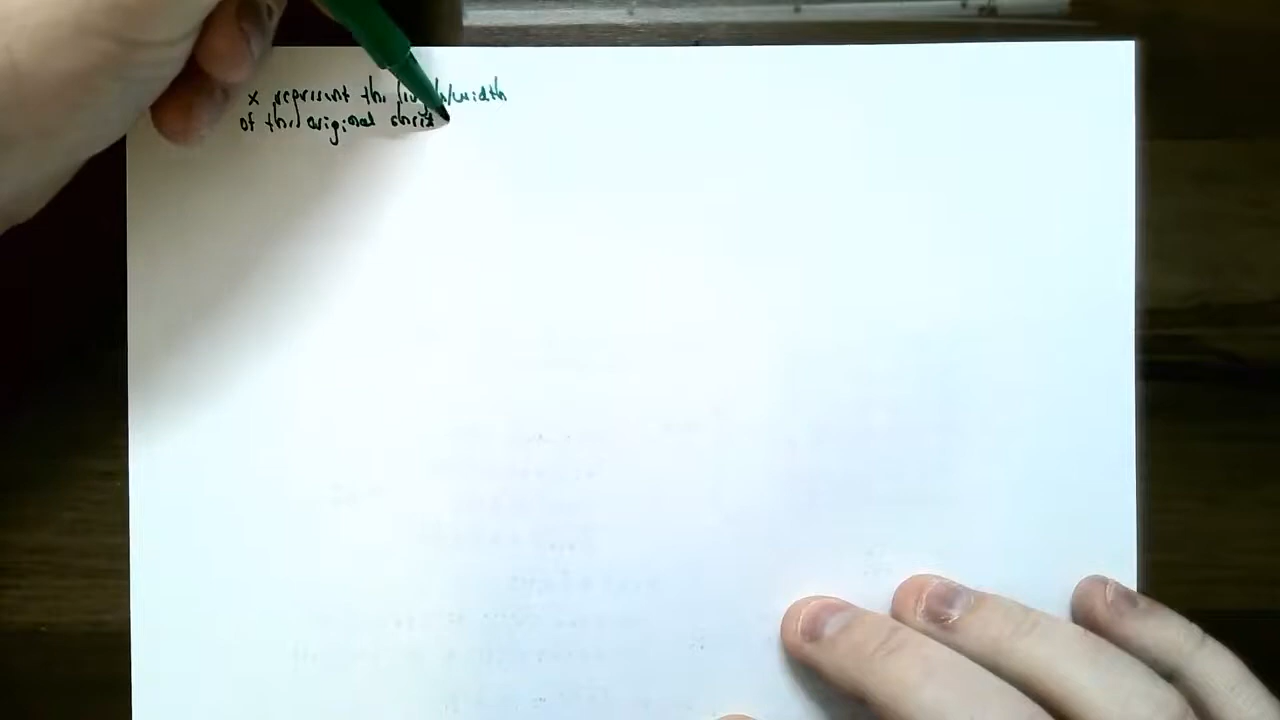 x represent the length/width
of the original